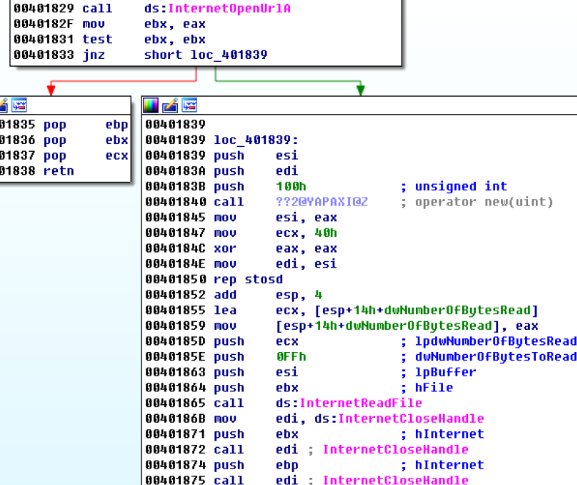 00401829 call ds:InternetOpenUrlA
0040182F mov ebx, eax
00401831 test ebx, ebx
00401833 jnz short loc_401839
01835 pop ebp
01836 pop ebx
01837 pop ecx
01838 retn
00401839
00401839 loc_401839:
00401839 push esi
0040183A push edi
0040183B push 100h ; unsigned int
00401840 call ??2@YAPAXI@Z ; operator new(uint)
00401845 mov esi, eax
00401847 mov ecx, 40h
0040184C xor eax, eax
0040184E mov edi, esi
00401850 rep stosd
00401852 add esp, 4
00401855 lea ecx, [esp+14h+dwNumberOfBytesRead]
00401859 mov [esp+14h+dwNumberOfBytesRead], eax
0040185D push ecx ; lpdwNumberOfBytesRead
0040185E push 0FFh ; dwNumberOfBytesToRead
00401863 push esi ; lpBuffer
00401864 push ebx ; hFile
00401865 call ds:InternetReadFile
0040186B mov edi, ds:InternetCloseHandle
00401871 push ebx ; hInternet
00401872 call edi ; InternetCloseHandle
00401874 push ebp ; hInternet
00401875 call edi ; InternetCloseHandle